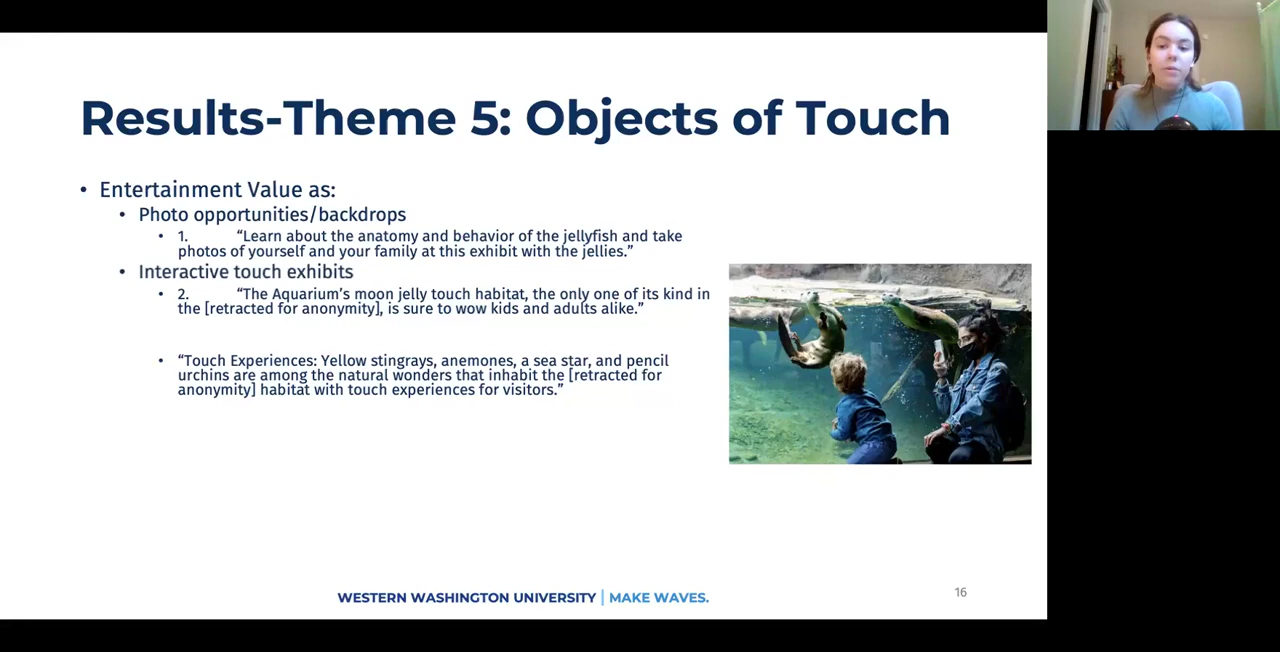 Results-Theme 5: Objects of Touch
• Entertainment Value as:
• Photo opportunities/backdrops
• 1. “Learn about the anatomy and behavior of the jellyfish and take
photos of yourself and your family at this exhibit with the jellies.”
• Interactive touch exhibits
• 2. “The Aquarium’s moon jelly touch habitat, the only one of its kind in
the [retracted for anonymity], is sure to wow kids and adults alike.”
• “Touch Experiences: Yellow stingrays, anemones, a sea star, and pencil
urchins are among the natural wonders that inhabit the [retracted for
anonymity] habitat with touch experiences for visitors.”
WESTERN WASHINGTON UNIVERSITY | MAKE WAVES.
16